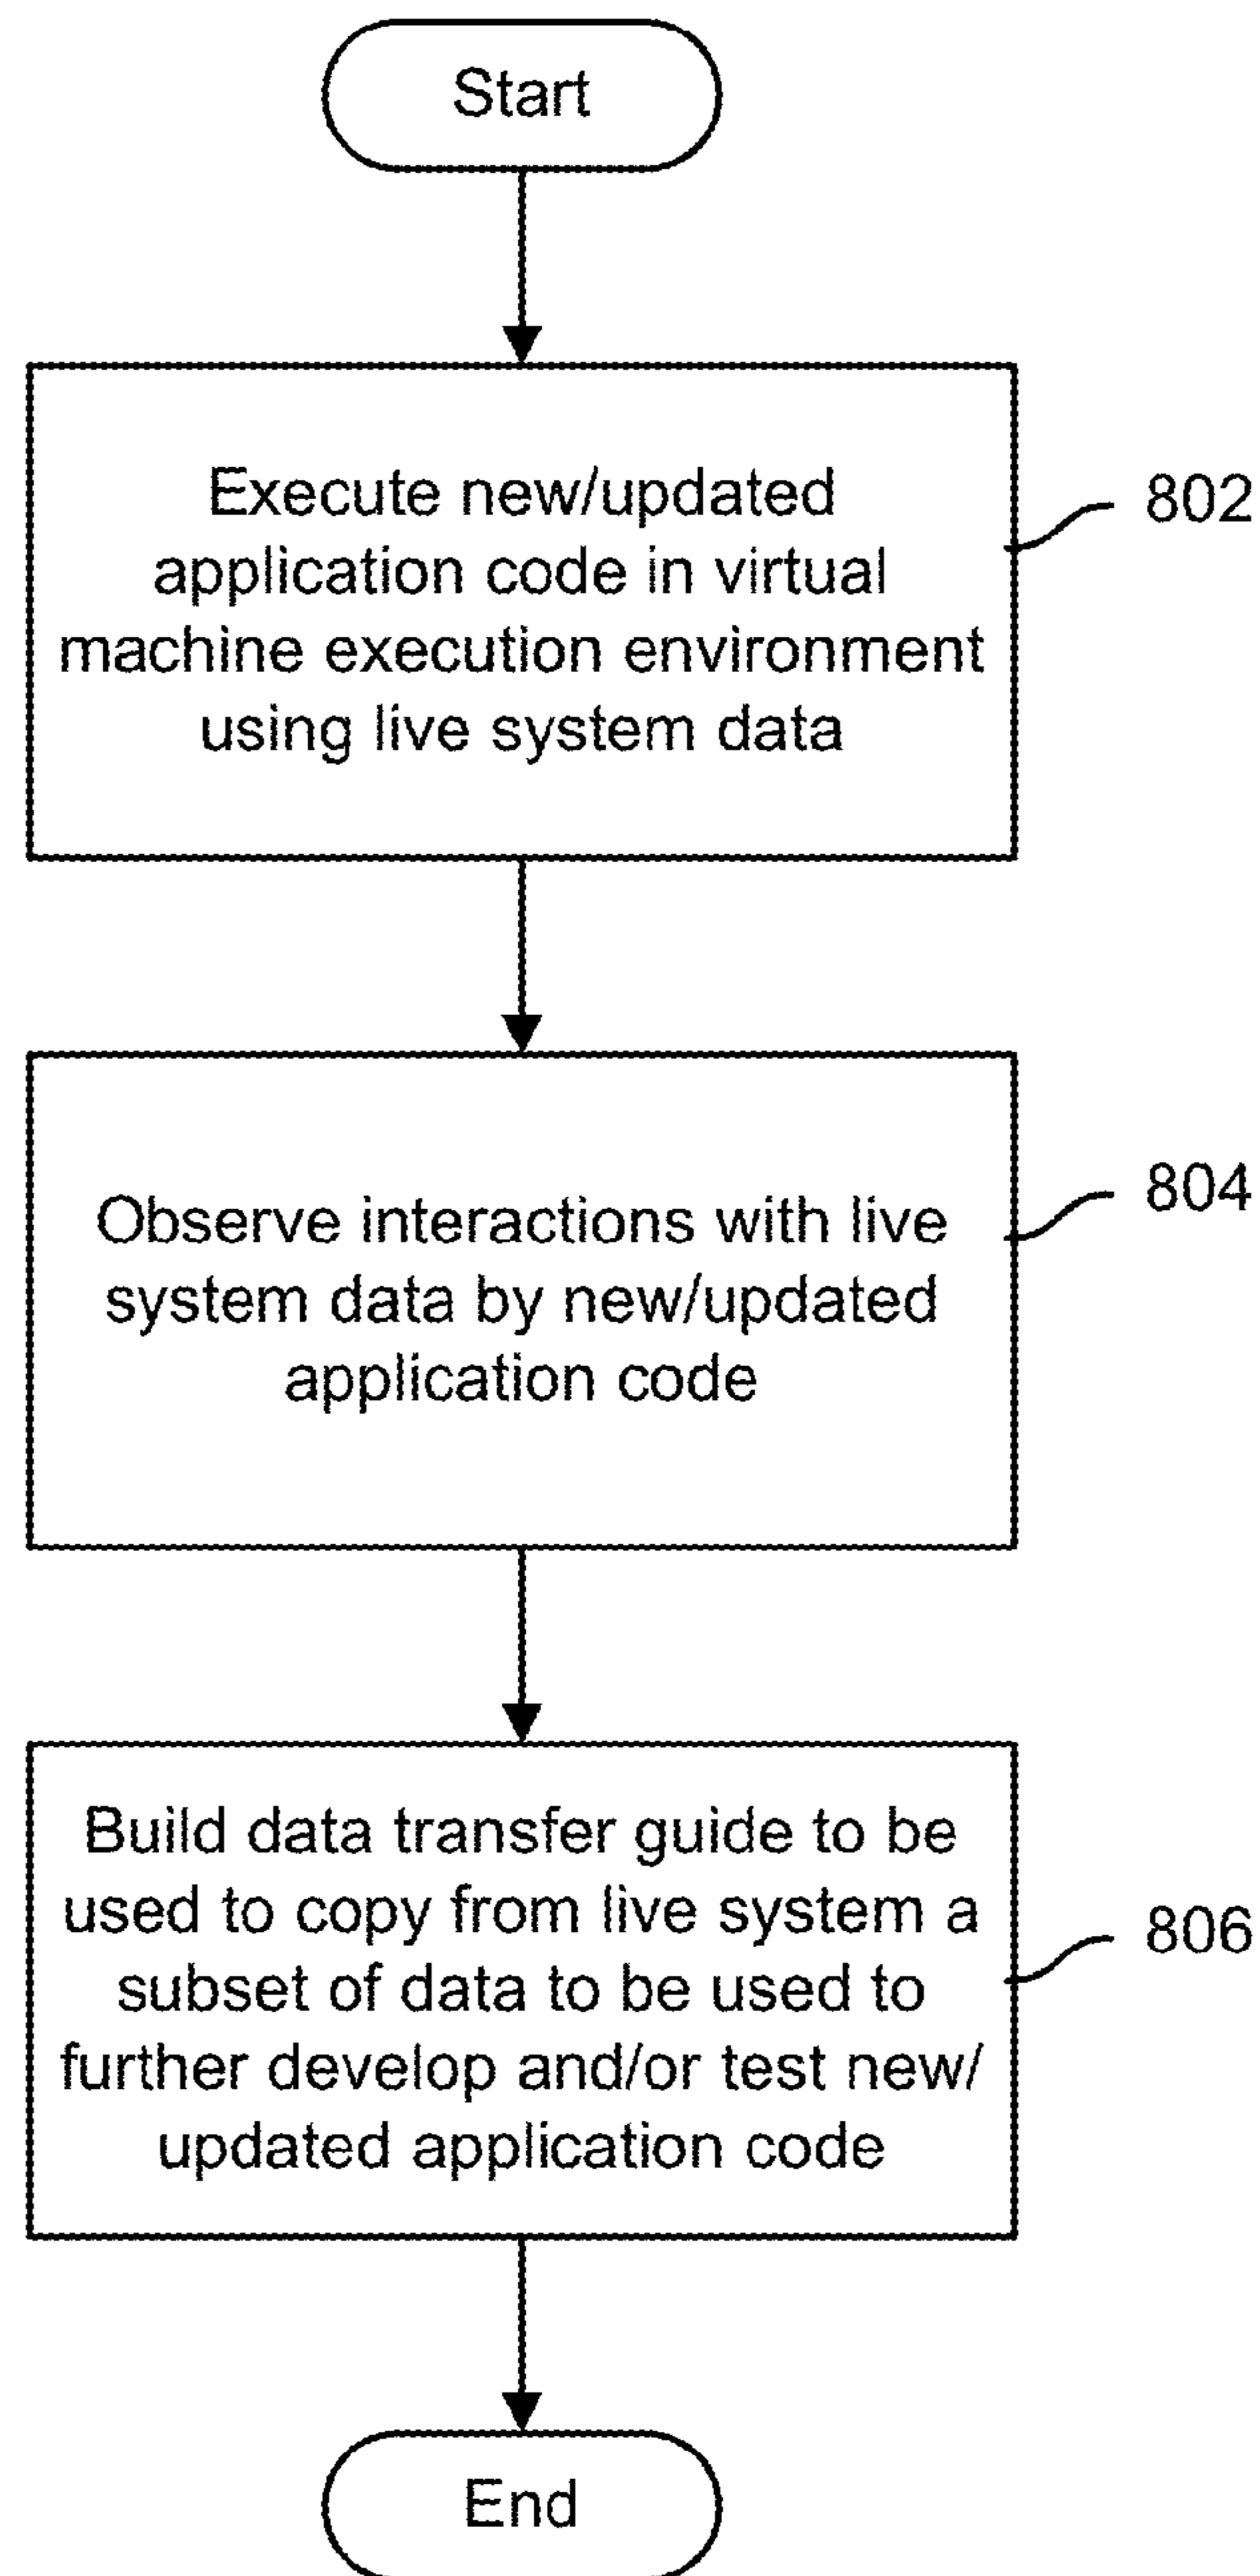 Start
Execute new/updated
application code in virtual
machine execution environment
using live system data
802
Observe interactions with live
system data by new/updated
application code
804
Build data transfer guide to be
used to copy from live system a
subset of data to be used to
further develop and/or test new/
updated application code
806
End